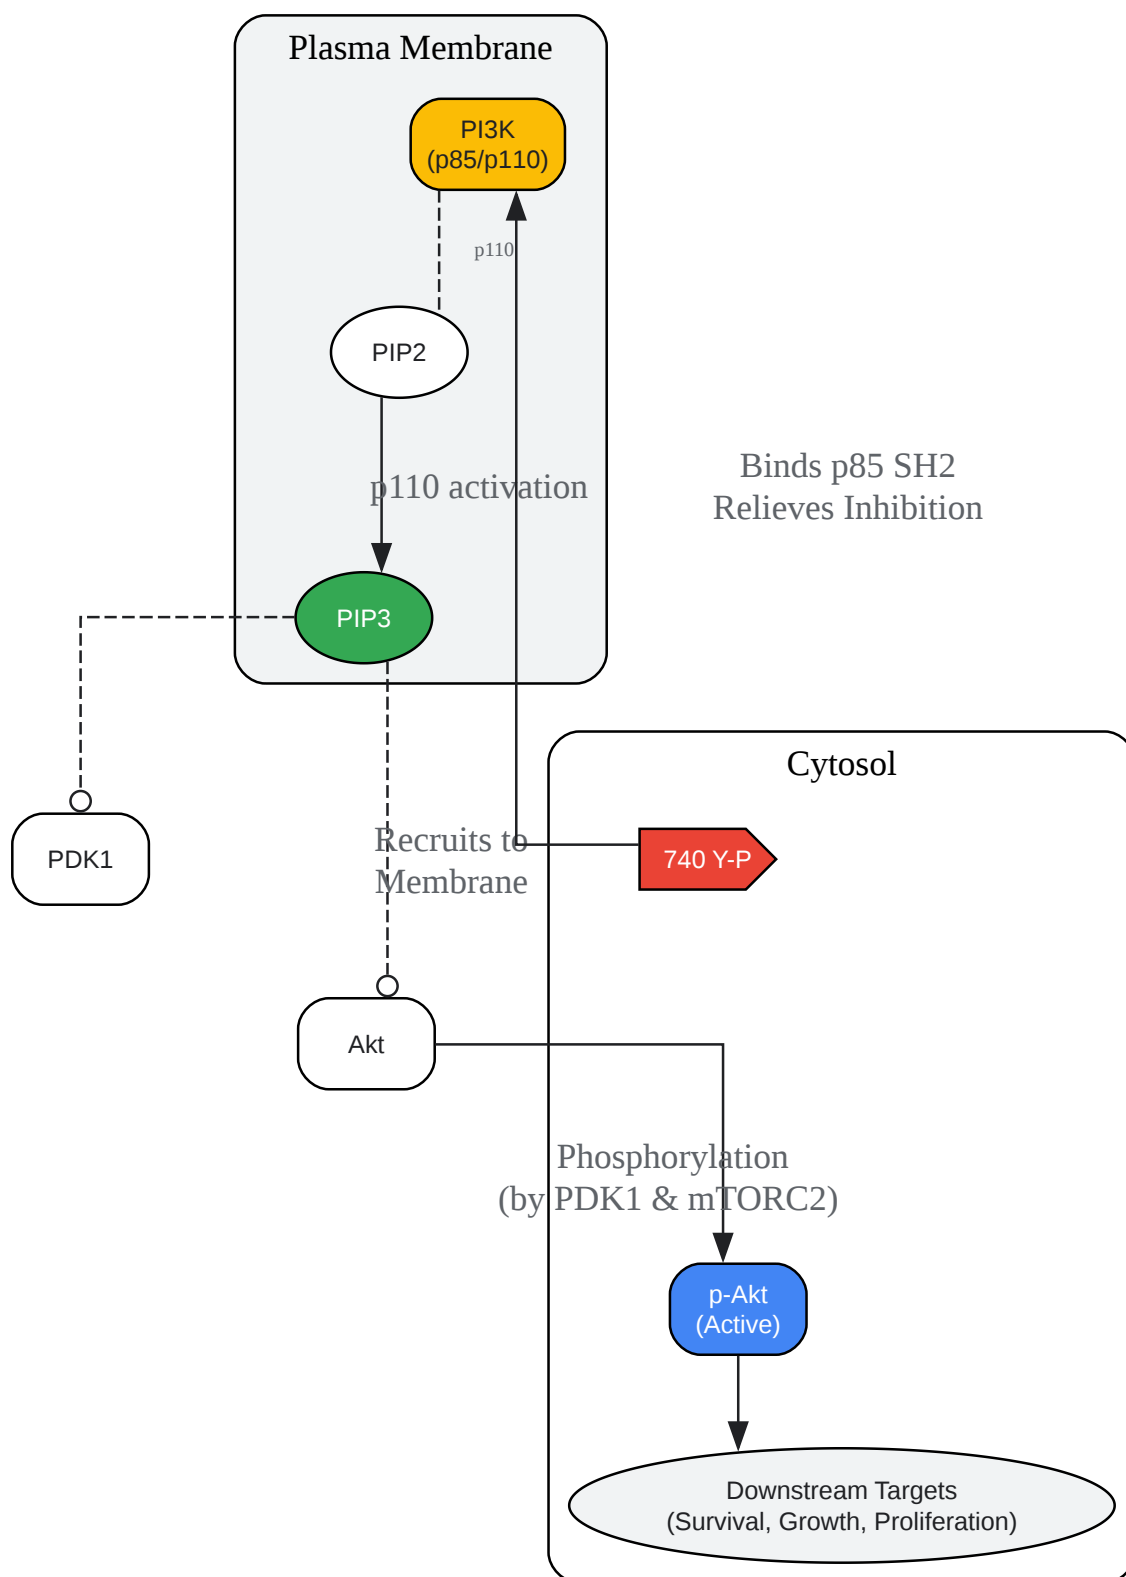 Plasma Membrane
PI3K
(p85/p110)
p110
PIP2
p110 activation
Binds p85 SH2
Relieves Inhibition
PIP3
Cytosol
PDK1
Recruits to
Membrane
740 Y-P
Akt
Phosphorylation
(by PDK1 & mTORC2)
p-Akt
(Active)
Downstream Targets
(Survival, Growth, Proliferation)